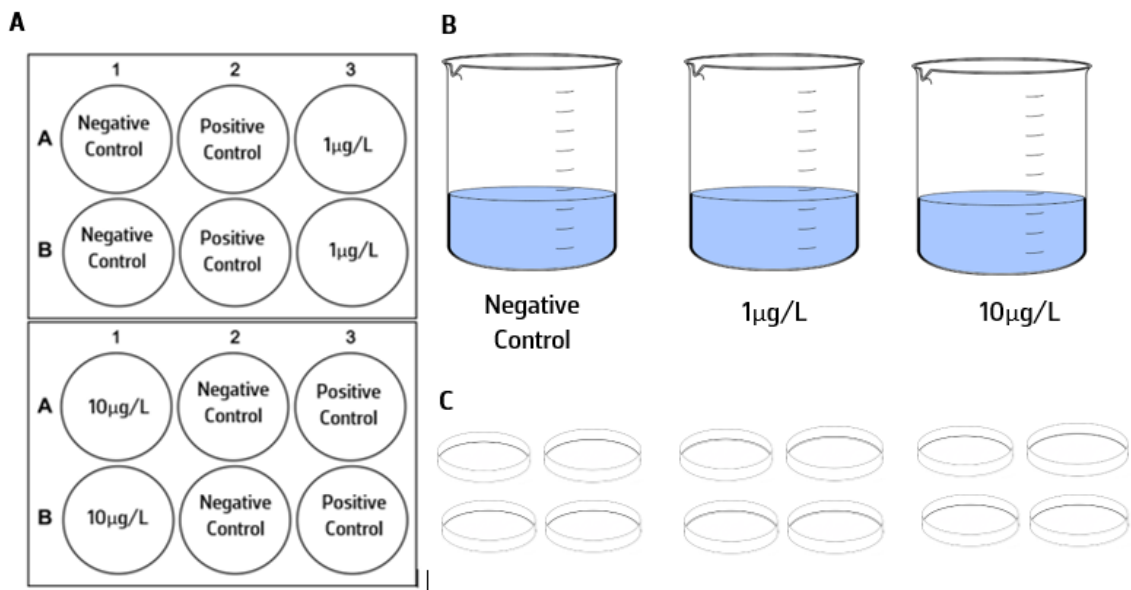 A
1 2 3
A Negative Control Positive Control 1µg/L
B Negative Control Positive Control 1µg/L
1 2 3
A 10µg/L Negative Control Positive Control
B 10µg/L Negative Control Positive Control
B
Negative Control
1µg/L
10µg/L
C